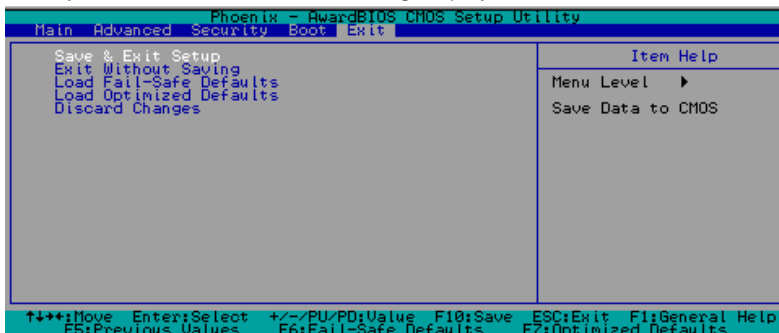 Phoenix - AwardBIOS CMOS Setup Utility
Main Advanced Security Boot Exit
Save & Exit Setup
Exit Without Saving
Load Fail-Safe Defaults
Load Optimized Defaults
Discard Changes
Item Help
Menu Level ▶
Save Data to CMOS
↑↓→←:Move Enter:Select +/-/PU/PD:Value F10:Save ESC:Exit F1:General Help
F5:Previous Values F6:Fail-Safe Defaults F7:Optimized Defaults